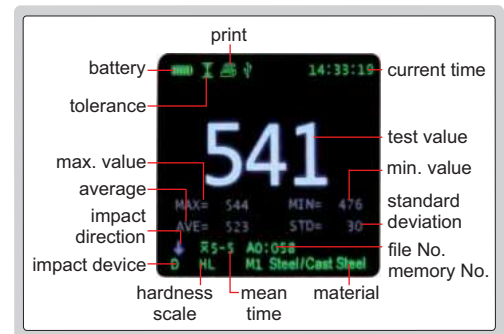 print
battery
14:33:19
current time
tolerance
541
test value
max. value
min. value
MAX= 544
MIN= 476
average
standard
deviation
AVE= 523
STD= 30
impact
direction
x̄5-5 A0:058
file No.
memory No.
impact device
D HL M1 Steel/Cast Steel
hardness
scale
mean
time
material